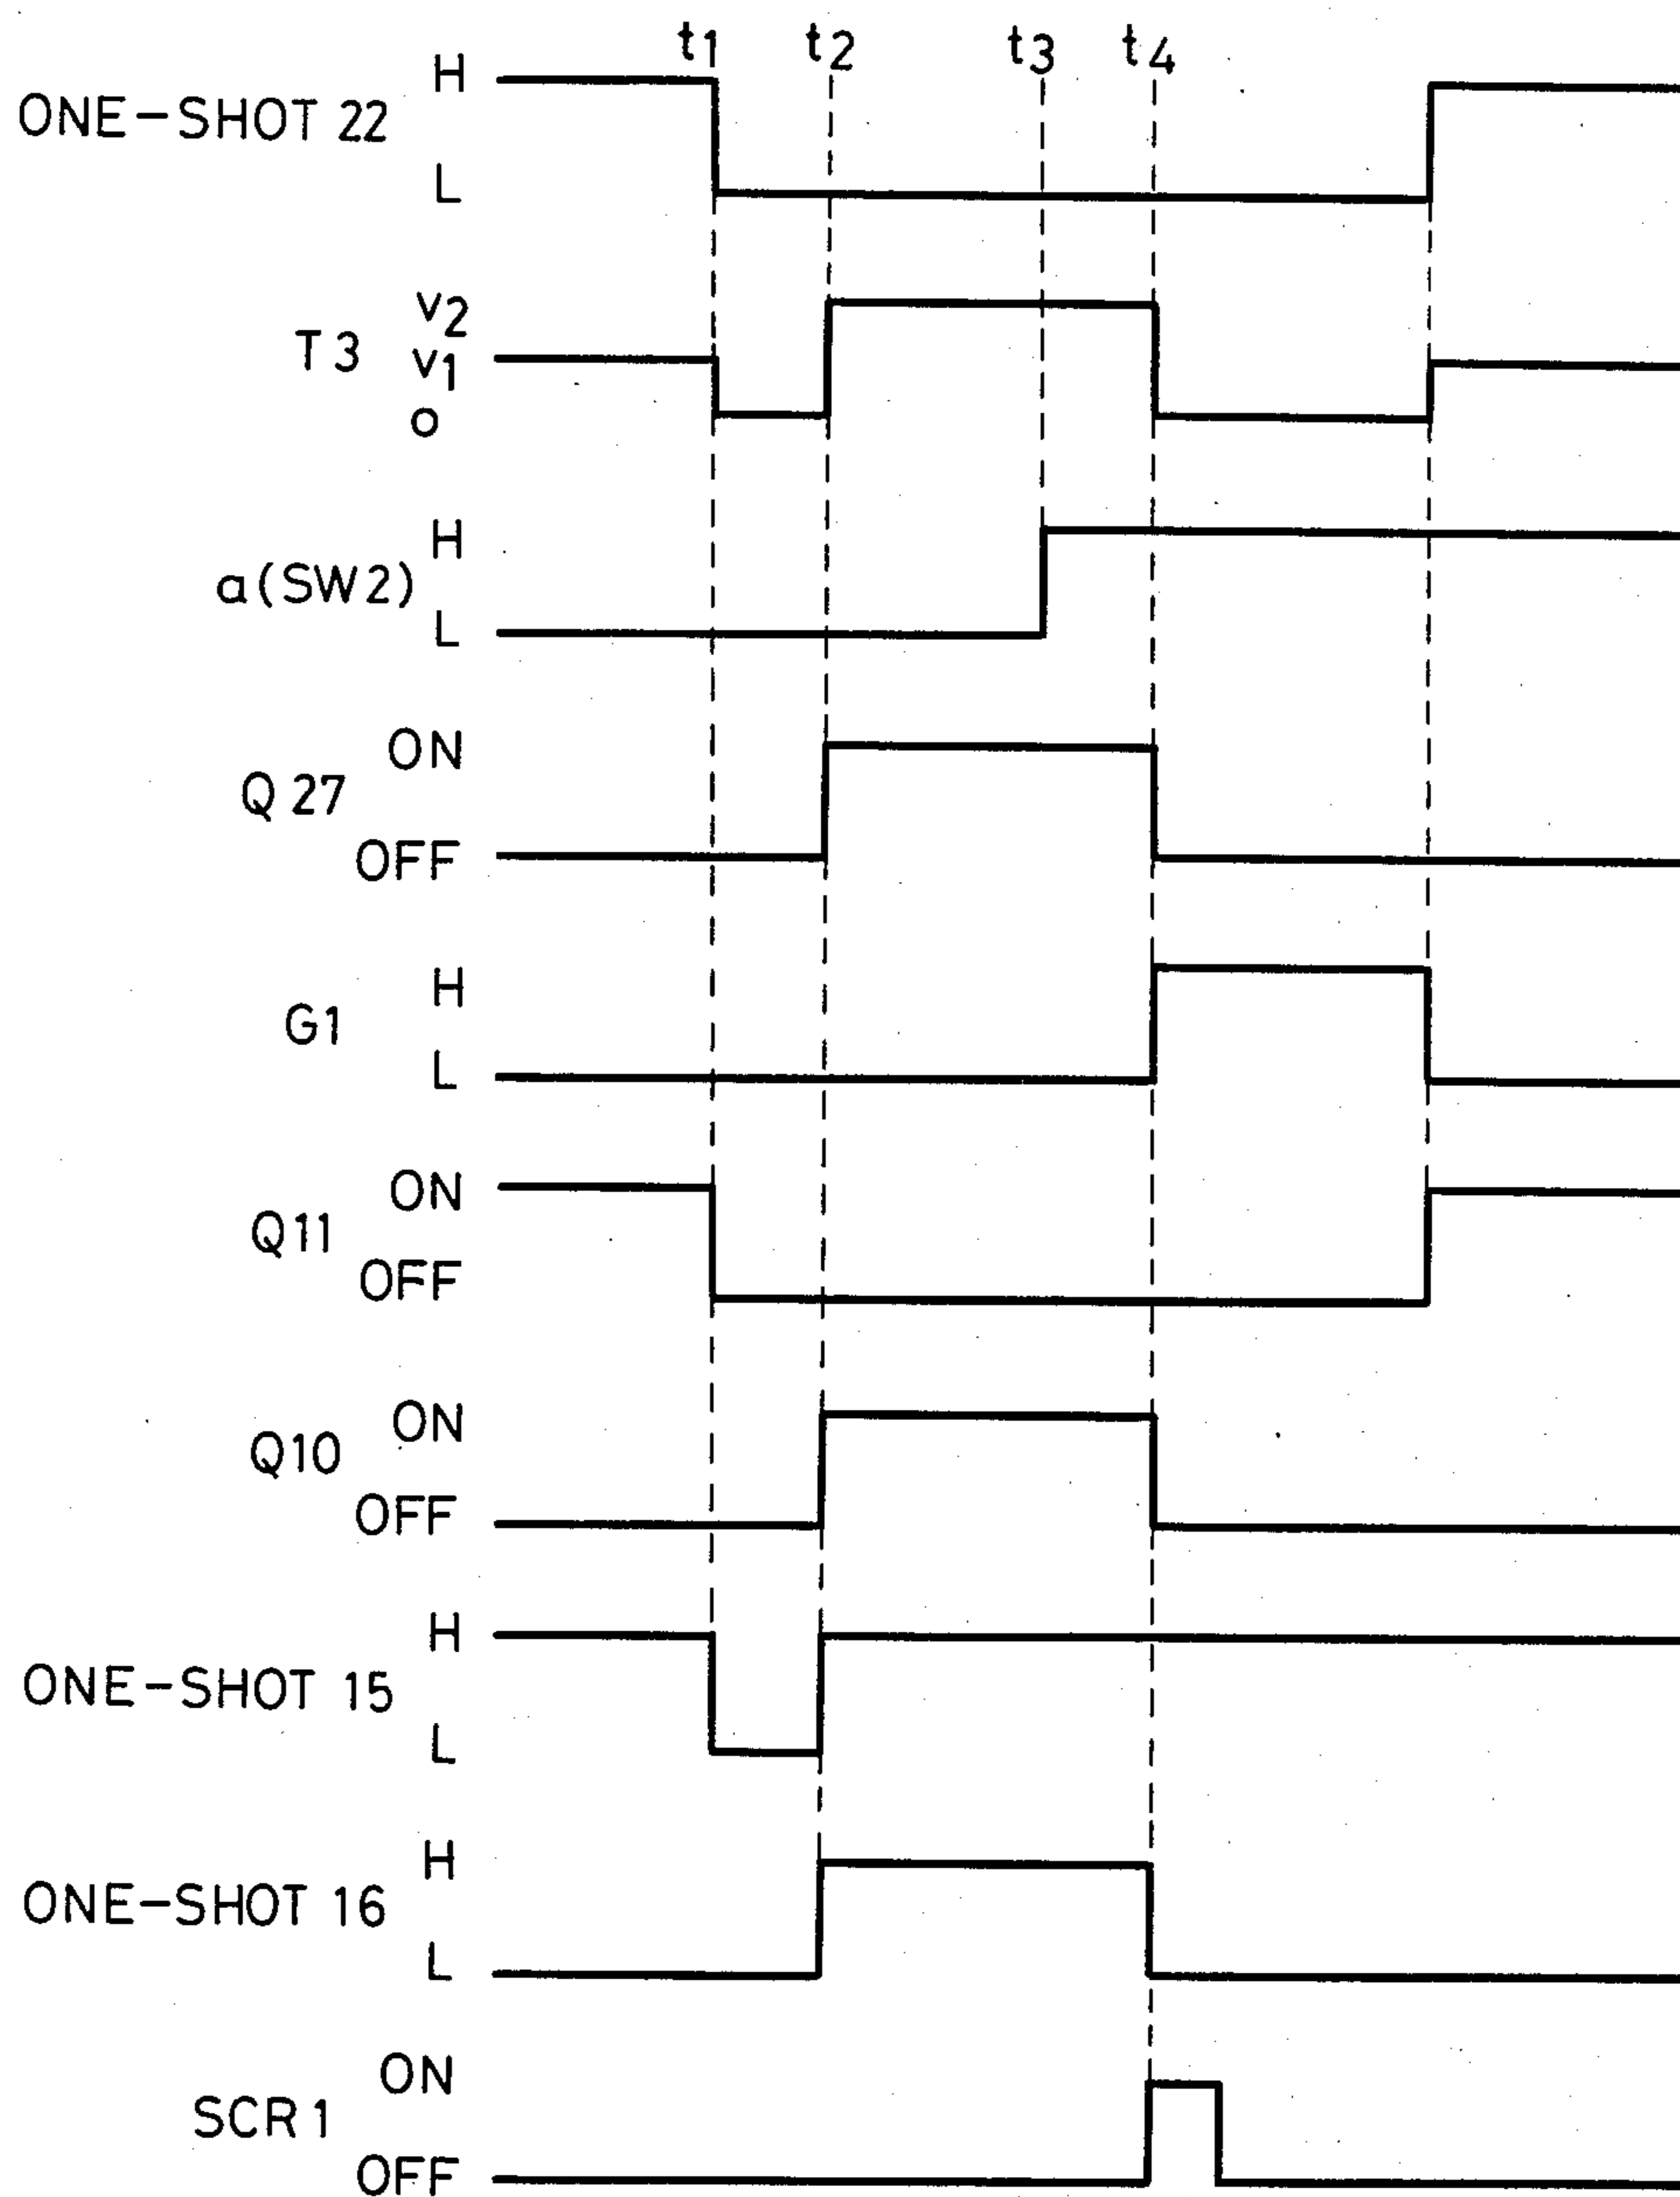 t1 t2 t3 t4
H
ONE-SHOT 22
L
V2
T3 V1
O
H
a(SW2)
L
ON
Q27
OFF
H
G1
L
ON
Q11
OFF
ON
Q10
OFF
H
ONE-SHOT 15
L
H
ONE-SHOT 16
L
ON
SCR1
OFF